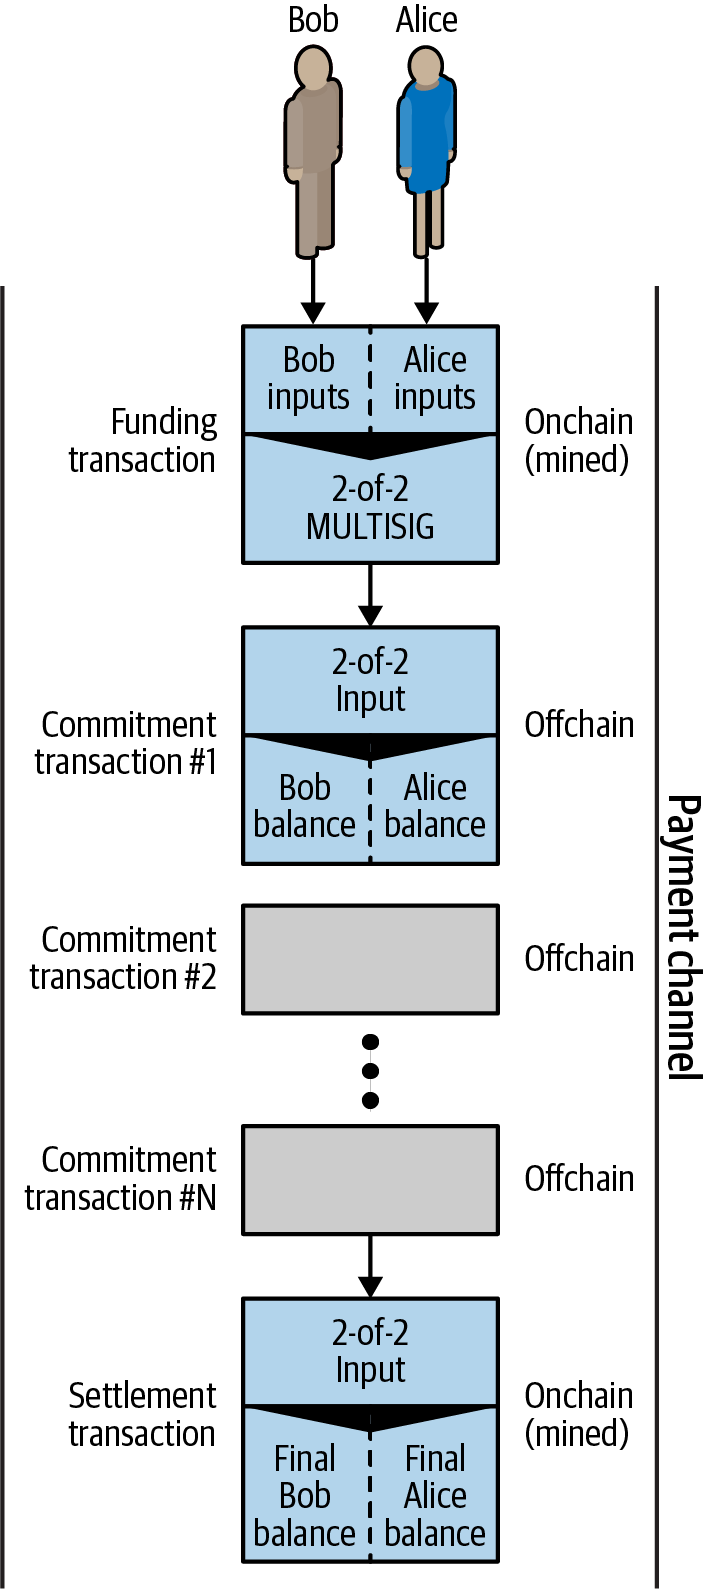 Bob
Alice
Bob
inputs
Alice
inputs
Funding
transaction
Onchain
(mined)
2-of-2
MULTISIG
2-of-2
Input
Commitment
transaction #1
Offchain
Bob
balance
Alice
balance
Payment channel
Commitment
transaction #2
Offchain
Commitment
transaction #N
Offchain
2-of-2
Input
Settlement
transaction
Onchain
(mined)
Final
Bob
balance
Final
Alice
balance